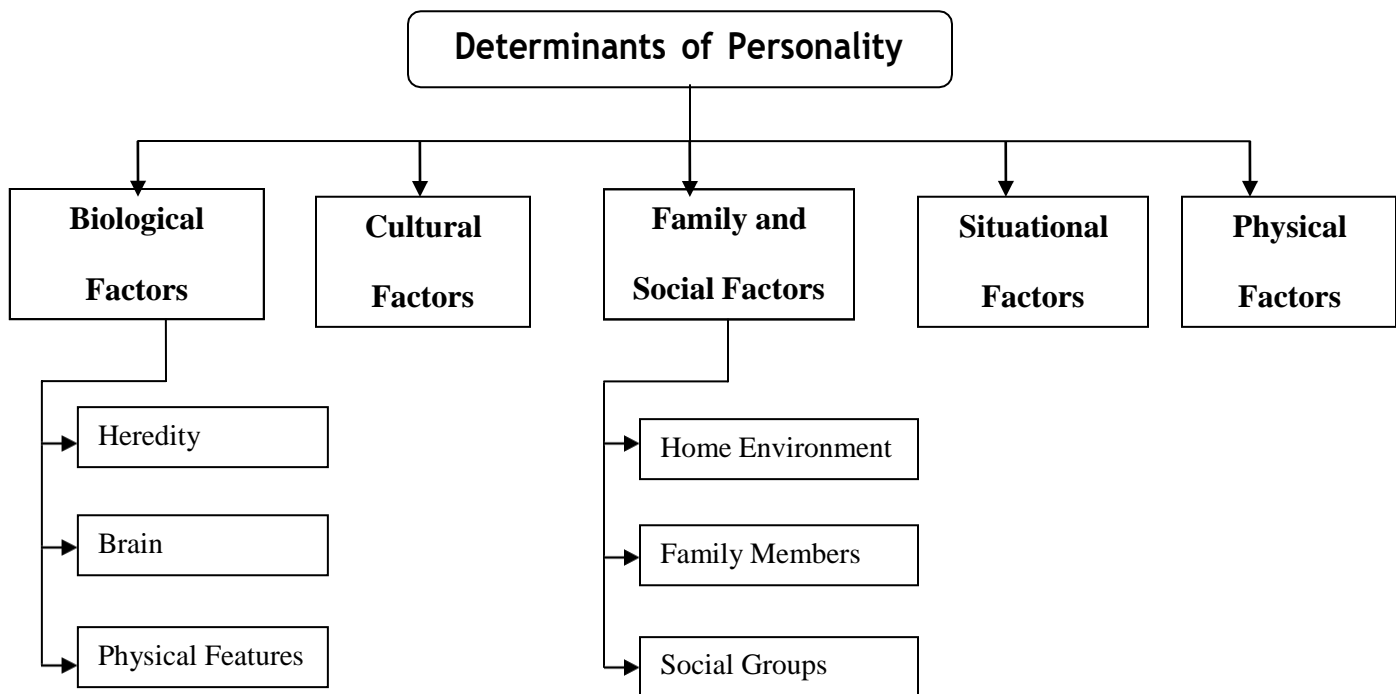 Determinants of Personality
Biological
Factors
Cultural
Factors
Family and
Social Factors
Situational
Factors
Physical
Factors
Heredity
Brain
Physical Features
Home Environment
Family Members
Social Groups